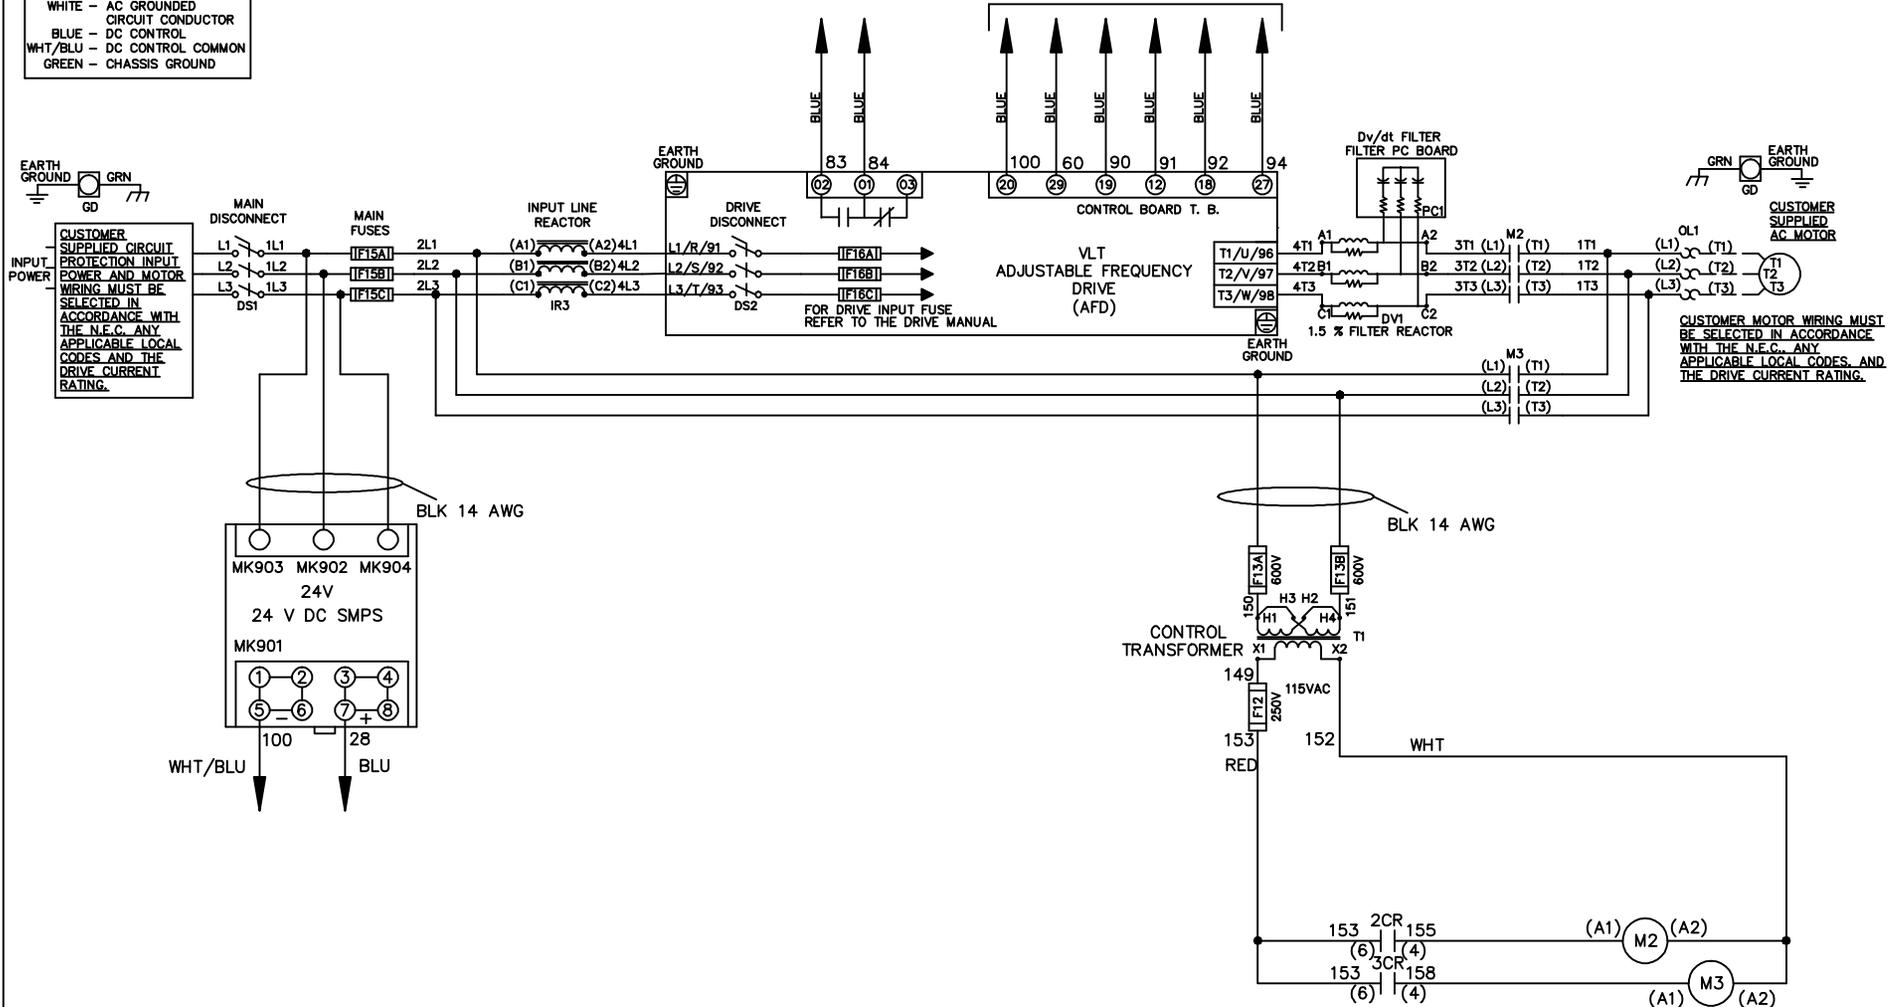 WHITE – AC GROUNDED
CIRCUIT CONDUCTOR
BLUE – DC CONTROL
WHT/BLU – DC CONTROL COMMON
GREEN – CHASSIS GROUND
BLUE
BLUE
BLUE
BLUE
BLUE
BLUE
BLUE
BLUE
EARTH
GROUND
83
84
100
60
90
91
92
94
02
01
03
20
29
19
12
18
27
CONTROL BOARD T. B.
Dv/dt FILTER
FILTER PC BOARD
PC1
EARTH
GROUND
GRN
GD
GRN
EARTH
GROUND
GD
CUSTOMER
SUPPLIED
AC MOTOR
INPUT
POWER
CUSTOMER
SUPPLIED CIRCUIT
PROTECTION INPUT
POWER AND MOTOR
WIRING MUST BE
SELECTED IN
ACCORDANCE WITH
THE N.E.C. ANY
APPLICABLE LOCAL
CODES AND THE
DRIVE CURRENT
RATING.
MAIN
DISCONNECT
L1 1L1
L2 1L2
L3 1L3
DS1
MAIN
FUSES
F15A
F15B
F15C
2L1
2L2
2L3
INPUT LINE
REACTOR
(A1) (A2) 4L1
(B1) (B2) 4L2
(C1) (C2) 4L3
IR3
L1/R/91
L2/S/92
L3/T/93
DRIVE
DISCONNECT
DS2
F16A
F16B
F16C
FOR DRIVE INPUT FUSE
REFER TO THE DRIVE MANUAL
VLT
ADJUSTABLE FREQUENCY
DRIVE
(AFD)
T1/U/96
T2/V/97
T3/W/98
EARTH
GROUND
4T1 A1 A2
4T2 B1 B2
4T3
C1 C2
DV1
1.5 % FILTER REACTOR
M2
3T1 (L1) (T1) 1T1
3T2 (L2) (T2) 1T2
3T3 (L3) (T3) 1T3
OL1
(L1) (T1)
(L2) (T2)
(L3) (T3)
T1
T2
T3
CUSTOMER MOTOR WIRING MUST
BE SELECTED IN ACCORDANCE
WITH THE N.E.C., ANY
APPLICABLE LOCAL CODES, AND
THE DRIVE CURRENT RATING.
M3
(L1) (T1)
(L2) (T2)
(L3) (T3)
BLK 14 AWG
MK903 MK902 MK904
24V
24 V DC SMPS
MK901
1 2 3 4
5 6 7 8
– +
100
28
WHT/BLU
BLU
BLK 14 AWG
F13A
600V
F13B
600V
150
151
H3 H2
H1 H4
T1
CONTROL
TRANSFORMER
X1 X2
149
115VAC
F12
250V
153
152
RED
WHT
2CR
153 155
(6) (4)
(A1) M2 (A2)
3CR
153 158
(6) (4)
(A1) M3 (A2)